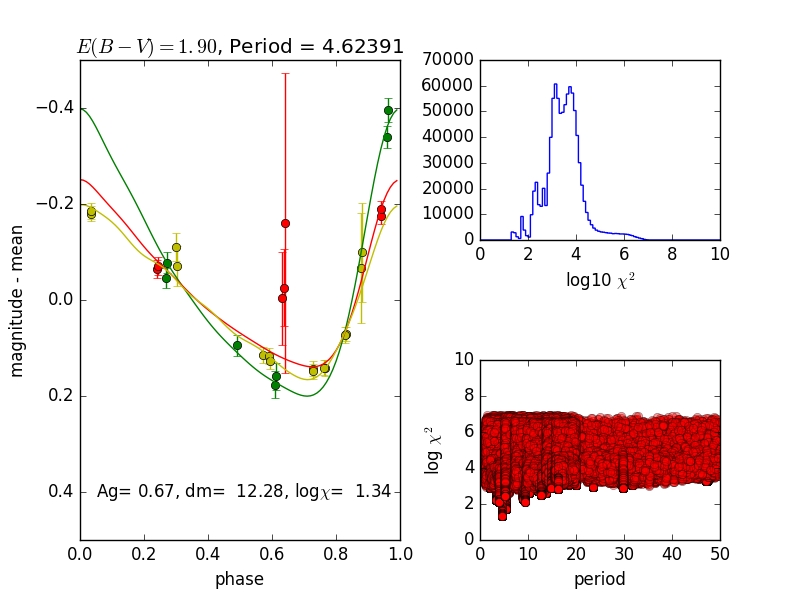 E(B − V) = 1.90, Period = 4.62391
−0.4
−0.2
0.0
0.2
0.4
magnitude - mean
Ag= 0.67, dm=  12.28, logχ=  1.34
0.0 0.2 0.4 0.6 0.8 1.0
phase
70000
60000
50000
40000
30000
20000
10000
0
0 2 4 6 8 10
log10 χ²
10
8
6
4
2
0
log χ²
0 10 20 30 40 50
period